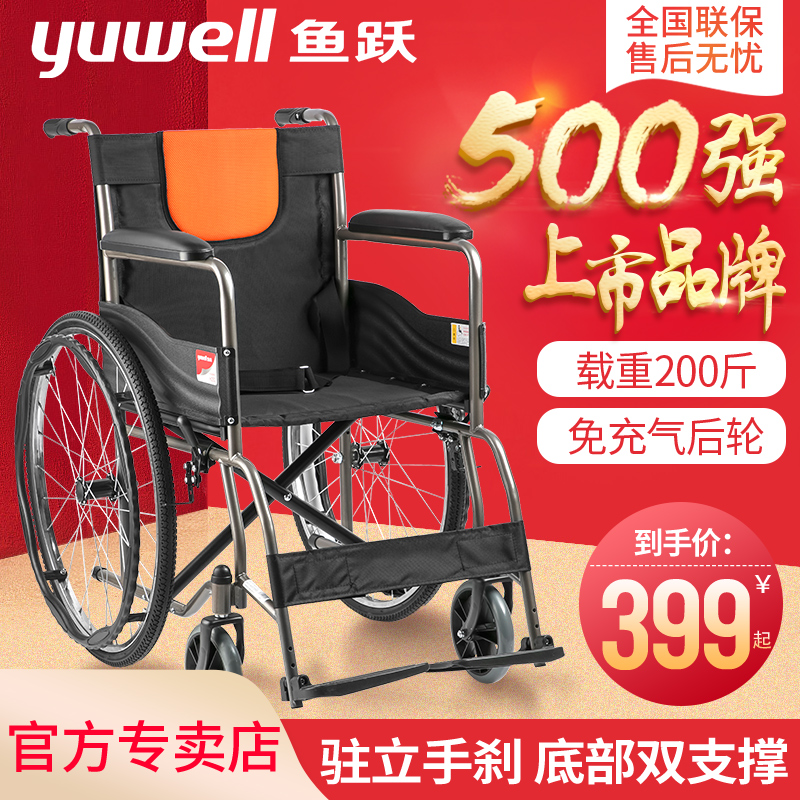 yuwell 鱼跃
全国联保
售后无忧
500强
上市品牌
载重200斤
免充气后轮
到手价：
399¥起
官方专卖店
驻立手刹 底部双支撑